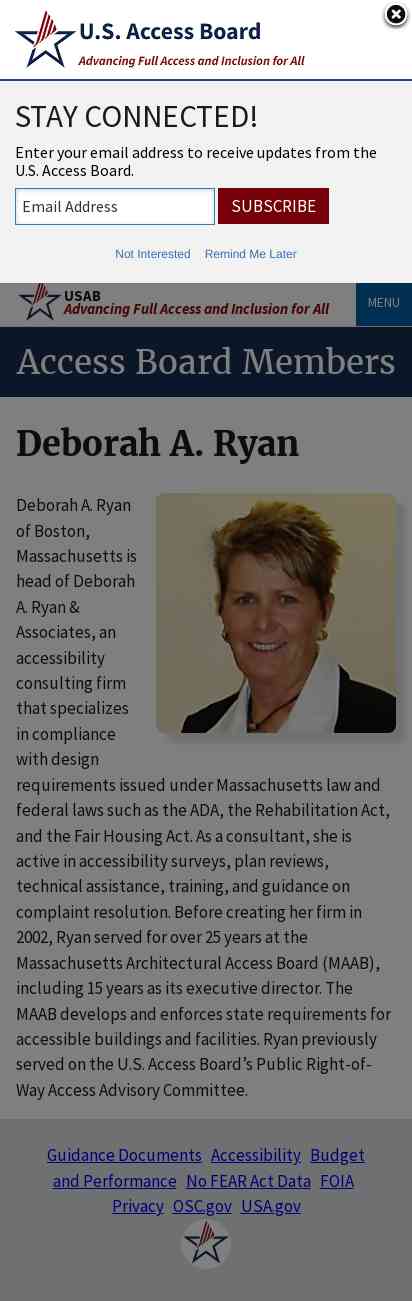 U.S. Access Board
Advancing Full Access and Inclusion for All
STAY CONNECTED!
Enter your email address to receive updates from the
U.S. Access Board.
Email Address
SUBSCRIBE
Not Interested
Remind Me Later
USAB
Advancing Full Access and Inclusion for All
MENU
Access Board Members
Deborah A. Ryan
Deborah A. Ryan
of Boston,
Massachusetts is
head of Deborah
A. Ryan &
Associates, an
accessibility
consulting firm
that specializes
in compliance
with design
requirements issued under Massachusetts law and
federal laws such as the ADA, the Rehabilitation Act,
and the Fair Housing Act. As a consultant, she is
active in accessibility surveys, plan reviews,
technical assistance, training, and guidance on
complaint resolution. Before creating her firm in
2002, Ryan served for over 25 years at the
Massachusetts Architectural Access Board (MAAB),
including 15 years as its executive director. The
MAAB develops and enforces state requirements for
accessible buildings and facilities. Ryan previously
served on the U.S. Access Board’s Public Right-of-
Way Access Advisory Committee.
Guidance Documents Accessibility Budget
and Performance No FEAR Act Data FOIA
Privacy OSC.gov USA.gov